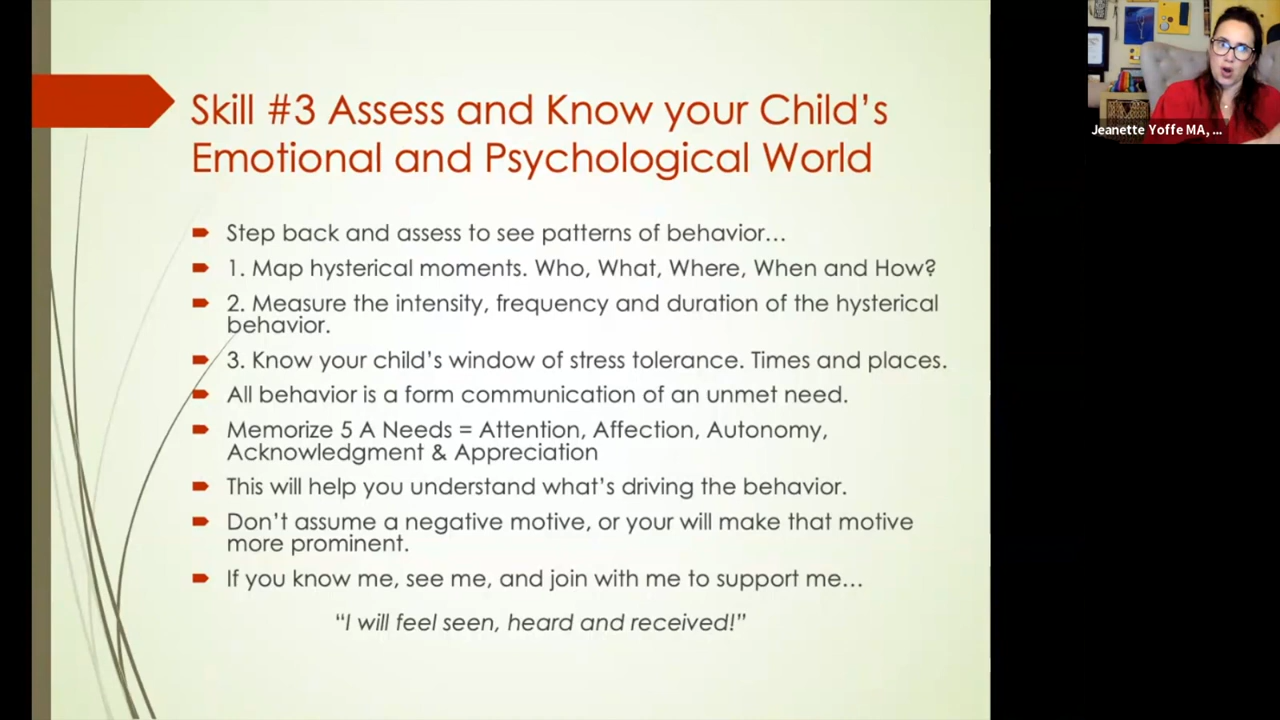 Skill #3 Assess and Know your Child's
Emotional and Psychological World
Step back and assess to see patterns of behavior...
1. Map hysterical moments. Who, What, Where, When and How?
2. Measure the intensity, frequency and duration of the hysterical
behavior.
3. Know your child's window of stress tolerance. Times and places.
All behavior is a form communication of an unmet need.
Memorize 5 A Needs = Attention, Affection, Autonomy,
Acknowledgment & Appreciation
This will help you understand what's driving the behavior.
Don't assume a negative motive, or your will make that motive
more prominent.
If you know me, see me, and join with me to support me...
"I will feel seen, heard and received!"
Jeanette Yoffe MA, ...